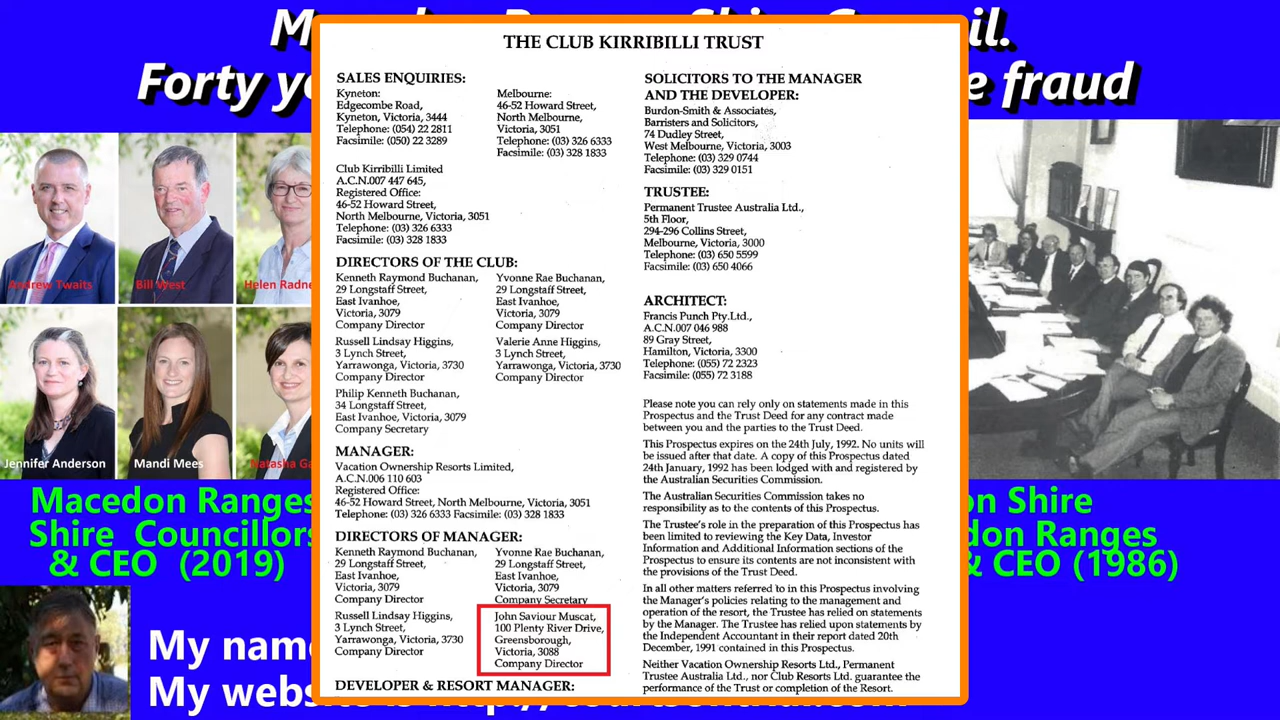 THE CLUB KIRRIBILLI TRUST
SALES ENQUIRIES:
Kyneton:
Edgecombe Road,
Kyneton, Victoria, 3444
Telephone: (054) 22 2811
Facsimile: (050) 22 3289
Melbourne:
46-52 Howard Street,
North Melbourne,
Victoria, 3051
Telephone: (03) 326 6333
Facsimile: (03) 328 1833
Club Kirribilli Limited
A.C.N.007 447 645,
Registered Office:
46-52 Howard Street,
North Melbourne, Victoria, 3051
Telephone: (03) 326 6333
Facsimile: (03) 328 1833
DIRECTORS OF THE CLUB:
Kenneth Raymond Buchanan,
29 Longstaff Street,
East Ivanhoe,
Victoria, 3079
Company Director
Yvonne Rae Buchanan,
29 Longstaff Street,
East Ivanhoe,
Victoria, 3079
Company Director
Russell Lindsay Higgins,
3 Lynch Street,
Yarrawonga, Victoria, 3730
Company Director
Valerie Anne Higgins,
3 Lynch Street,
Yarrawonga, Victoria, 3730
Company Director
Philip Kenneth Buchanan,
34 Longstaff Street,
East Ivanhoe, Victoria, 3079
Company Secretary
MANAGER:
Vacation Ownership Resorts Limited,
A.C.N.006 110 603
Registered Office:
46-52 Howard Street, North Melbourne, Victoria, 3051
Telephone: (03) 326 6333 Facsimile: (03) 328 1833
DIRECTORS OF MANAGER:
Kenneth Raymond Buchanan,
29 Longstaff Street,
East Ivanhoe,
Victoria, 3079
Company Director
Yvonne Rae Buchanan,
29 Longstaff Street,
East Ivanhoe,
Victoria, 3079
Company Secretary
Russell Lindsay Higgins,
3 Lynch Street,
Yarrawonga, Victoria, 3730
Company Director
John Saviour Muscat,
100 Plenty River Drive,
Greensborough,
Victoria, 3088
Company Director
DEVELOPER & RESORT MANAGER:
SOLICITORS TO THE MANAGER
AND THE DEVELOPER:
Burdon-Smith & Associates,
Barristers and Solicitors,
74 Dudley Street,
West Melbourne, Victoria, 3003
Telephone: (03) 329 0744
Facsimile: (03) 329 0151
TRUSTEE:
Permanent Trustee Australia Ltd.,
5th Floor,
294-296 Collins Street,
Melbourne, Victoria, 3000
Telephone: (03) 650 5599
Facsimile: (03) 650 4066
ARCHITECT:
Francis Punch Pty.Ltd.,
A.C.N.007 046 988
89 Gray Street,
Hamilton, Victoria, 3300
Telephone: (055) 72 2323
Facsimile: (055) 72 3188
Please note you can rely only on statements made in this
Prospectus and the Trust Deed for any contract made
between you and the parties to the Trust Deed.
This Prospectus expires on the 24th July, 1992. No units will
be issued after that date. A copy of this Prospectus dated
24th January, 1992 has been lodged with and registered by
the Australian Securities Commission.
The Australian Securities Commission takes no
responsibility as to the contents of this Prospectus.
The Trustee's role in the preparation of this Prospectus has
been limited to reviewing the Key Data, Investor
Information and Additional Information sections of the
Prospectus to ensure its contents are not inconsistent with
the provisions of the Trust Deed.
In all other matters referred to in this Prospectus involving
the Manager's policies relating to the management and
operation of the resort, the Trustee has relied on statements
by the Manager. The Trustee has relied upon statements by
the Independent Accountant in their report dated 20th
December, 1991 contained in this Prospectus.
Neither Vacation Ownership Resorts Ltd., Permanent
Trustee Australia Ltd., nor Club Resorts Ltd. guarantee the
performance of the Trust or completion of the Resort.
Forty
fraud
Andrew Twaits
Bill West
Helen
Jennifer Anderson
Mandi Mees
Macedon Ranges
Shire Councillors
& CEO (2019)
Shire
Ranges
& CEO (1986)
My
My